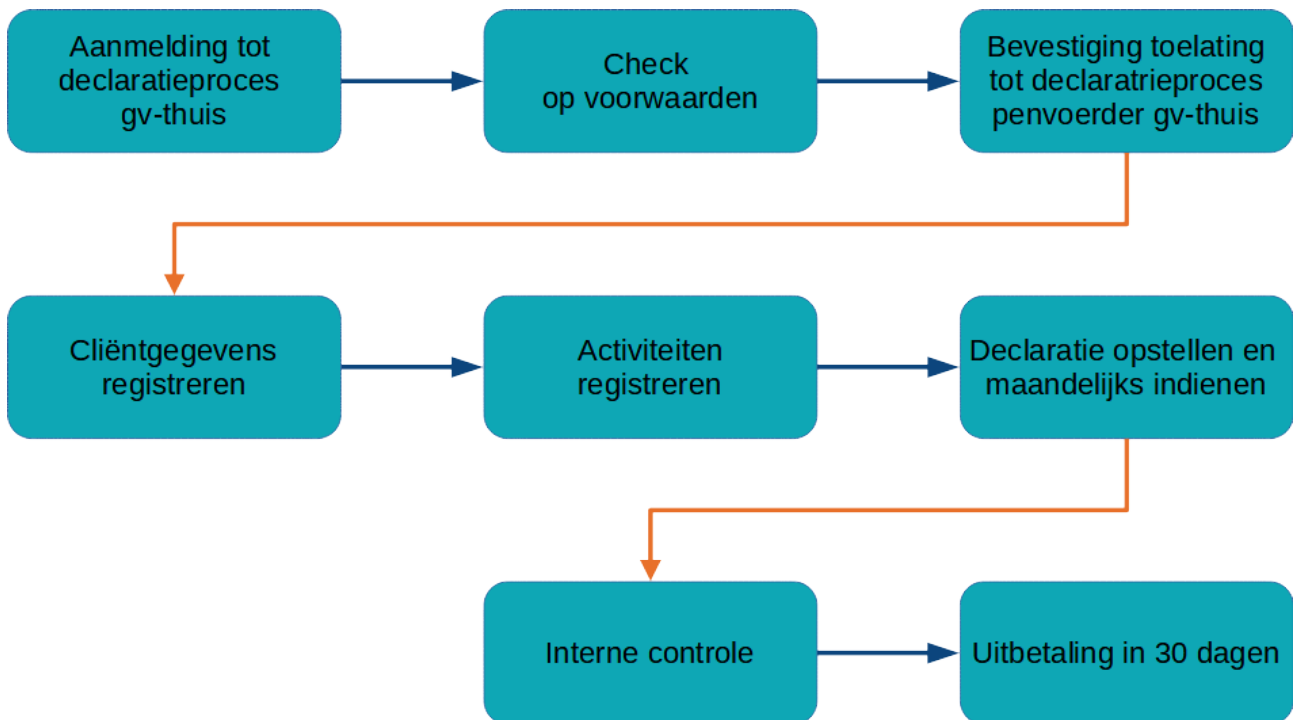 Aanmelding tot
declaratieproces
gv-thuis
Check
op voorwaarden
Bevestiging toelating
tot declaratrieproces
penvoerder gv-thuis
Cliëntgegevens
registreren
Activiteiten
registreren
Declaratie opstellen en
maandelijks indienen
Interne controle
Uitbetaling in 30 dagen